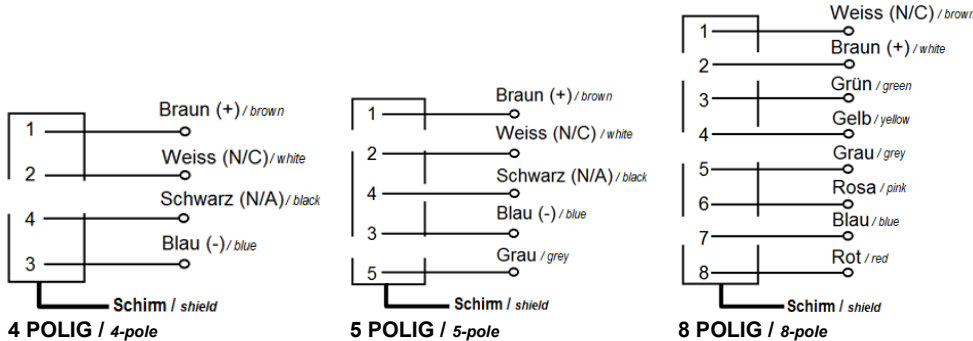 1 Braun (+) / brown
2 Weiss (N/C) / white
4 Schwarz (N/A) / black
3 Blau (-) / blue
Schirm / shield
4 POLIG / 4-pole
1 Braun (+) / brown
2 Weiss (N/C) / white
4 Schwarz (N/A) / black
3 Blau (-) / blue
5 Grau / grey
Schirm / shield
5 POLIG / 5-pole
1 Weiss (N/C) / brown
2 Braun (+) / white
3 Grün / green
4 Gelb / yellow
5 Grau / grey
6 Rosa / pink
7 Blau / blue
8 Rot / red
Schirm / shield
8 POLIG / 8-pole